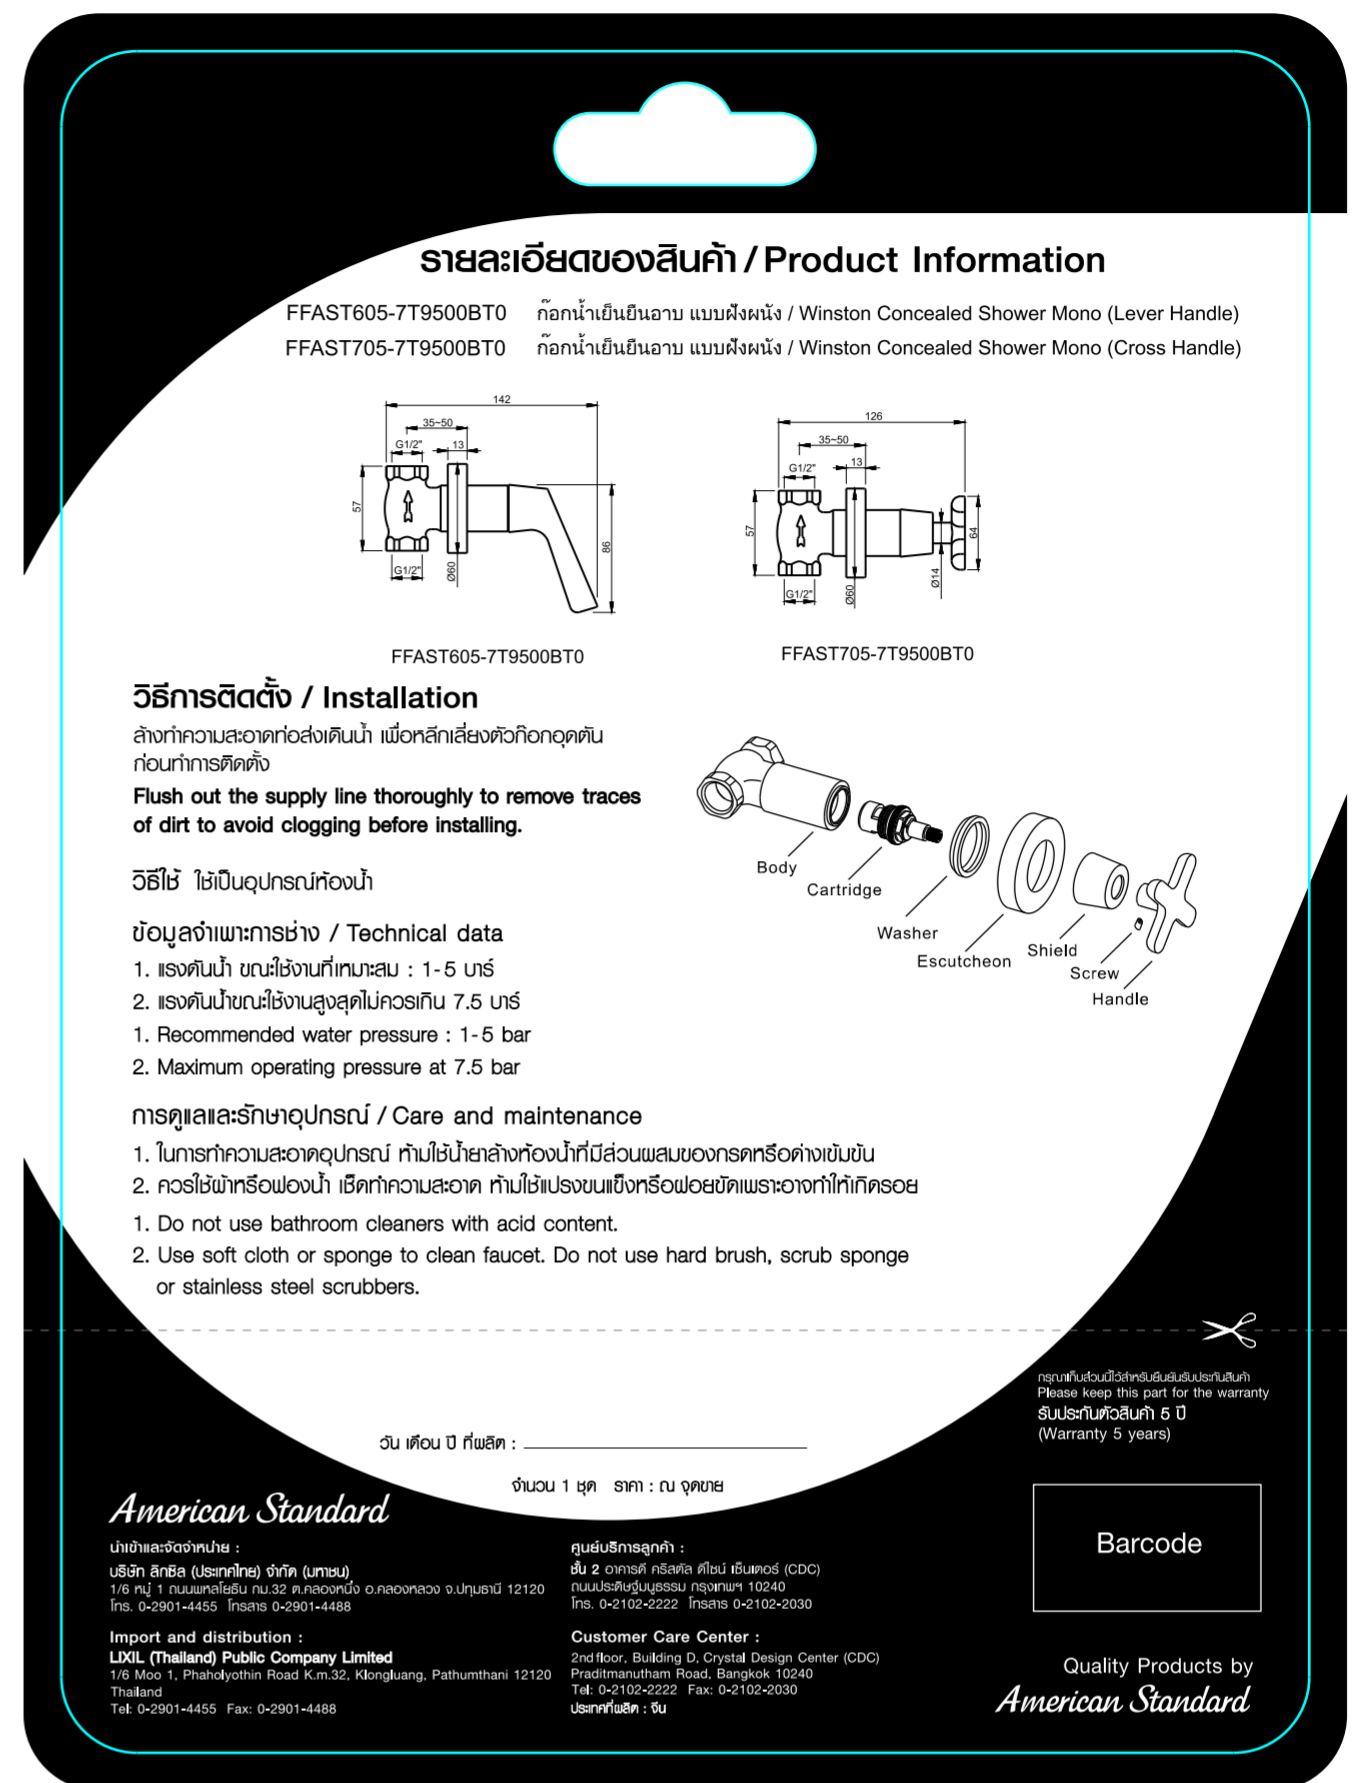 รายละเอียดของสินค้า / Product Information
FFAST605-7T9500BT0 ก๊อกน้ำเย็นยืนอาบ แบบฝังผนัง / Winston Concealed Shower Mono (Lever Handle)
FFAST705-7T9500BT0 ก๊อกน้ำเย็นยืนอาบ แบบฝังผนัง / Winston Concealed Shower Mono (Cross Handle)
142
35~50
G1/2"
13
57
86
G1/2"
Ø60
FFAST605-7T9500BT0
126
35~50
G1/2"
13
57
64
Ø14
G1/2"
Ø60
FFAST705-7T9500BT0
วิธีการติดตั้ง / Installation
ล้างทำความสะอาดท่อส่งเดินน้ำ เพื่อหลีกเลี่ยงตัวก๊อกอุดตัน
ก่อนทำการติดตั้ง
Flush out the supply line thoroughly to remove traces
of dirt to avoid clogging before installing.
Body
Cartridge
Washer
Escutcheon
Shield
Screw
Handle
วิธีใช้ ใช้เป็นอุปกรณ์ห้องน้ำ
ข้อมูลจำเพาะการช่าง / Technical data
1. แรงดันน้ำ ขณะใช้งานที่เหมาะสม : 1-5 บาร์
2. แรงดันน้ำขณะใช้งานสูงสุดไม่ควรเกิน 7.5 บาร์
1. Recommended water pressure : 1-5 bar
2. Maximum operating pressure at 7.5 bar
การดูแลและรักษาอุปกรณ์ / Care and maintenance
1. ในการทำความสะอาดอุปกรณ์ ห้ามใช้น้ำยาล้างห้องน้ำที่มีส่วนผสมของกรดหรือด่างเข้มข้น
2. ควรใช้ผ้าหรือฟองน้ำ เช็ดทำความสะอาด ห้ามใช้แปรงขนแข็งหรือฝอยขัดเพราะอาจทำให้เกิดรอย
1. Do not use bathroom cleaners with acid content.
2. Use soft cloth or sponge to clean faucet. Do not use hard brush, scrub sponge
or stainless steel scrubbers.
กรุณาเก็บส่วนนี้ไว้สำหรับยืนยันรับประกันสินค้า
Please keep this part for the warranty
รับประกันตัวสินค้า 5 ปี
(Warranty 5 years)
วัน เดือน ปี ที่ผลิต :
จำนวน 1 ชุด ราคา : ณ จุดขาย
American Standard
นำเข้าและจัดจำหน่าย :
บริษัท ลิกซิล (ประเทศไทย) จำกัด (มหาชน)
1/6 หมู่ 1 ถนนพหลโยธิน กม.32 ต.คลองหนึ่ง อ.คลองหลวง จ.ปทุมธานี 12120
โทร. 0-2901-4455 โทรสาร 0-2901-4488
Import and distribution :
LIXIL (Thailand) Public Company Limited
1/6 Moo 1, Phaholyothin Road K.m.32, Klongluang, Pathumthani 12120
Thailand
Tel: 0-2901-4455 Fax: 0-2901-4488
ศูนย์บริการลูกค้า :
ชั้น 2 อาคารดี คริสตัล ดีไซน์ เซ็นเตอร์ (CDC)
ถนนประดิษฐ์มนูธรรม กรุงเทพฯ 10240
โทร. 0-2102-2222 โทรสาร 0-2102-2030
Customer Care Center :
2nd floor, Building D, Crystal Design Center (CDC)
Praditmanutham Road, Bangkok 10240
Tel: 0-2102-2222 Fax: 0-2102-2030
ประเทศที่ผลิต : จีน
Barcode
Quality Products by
American Standard